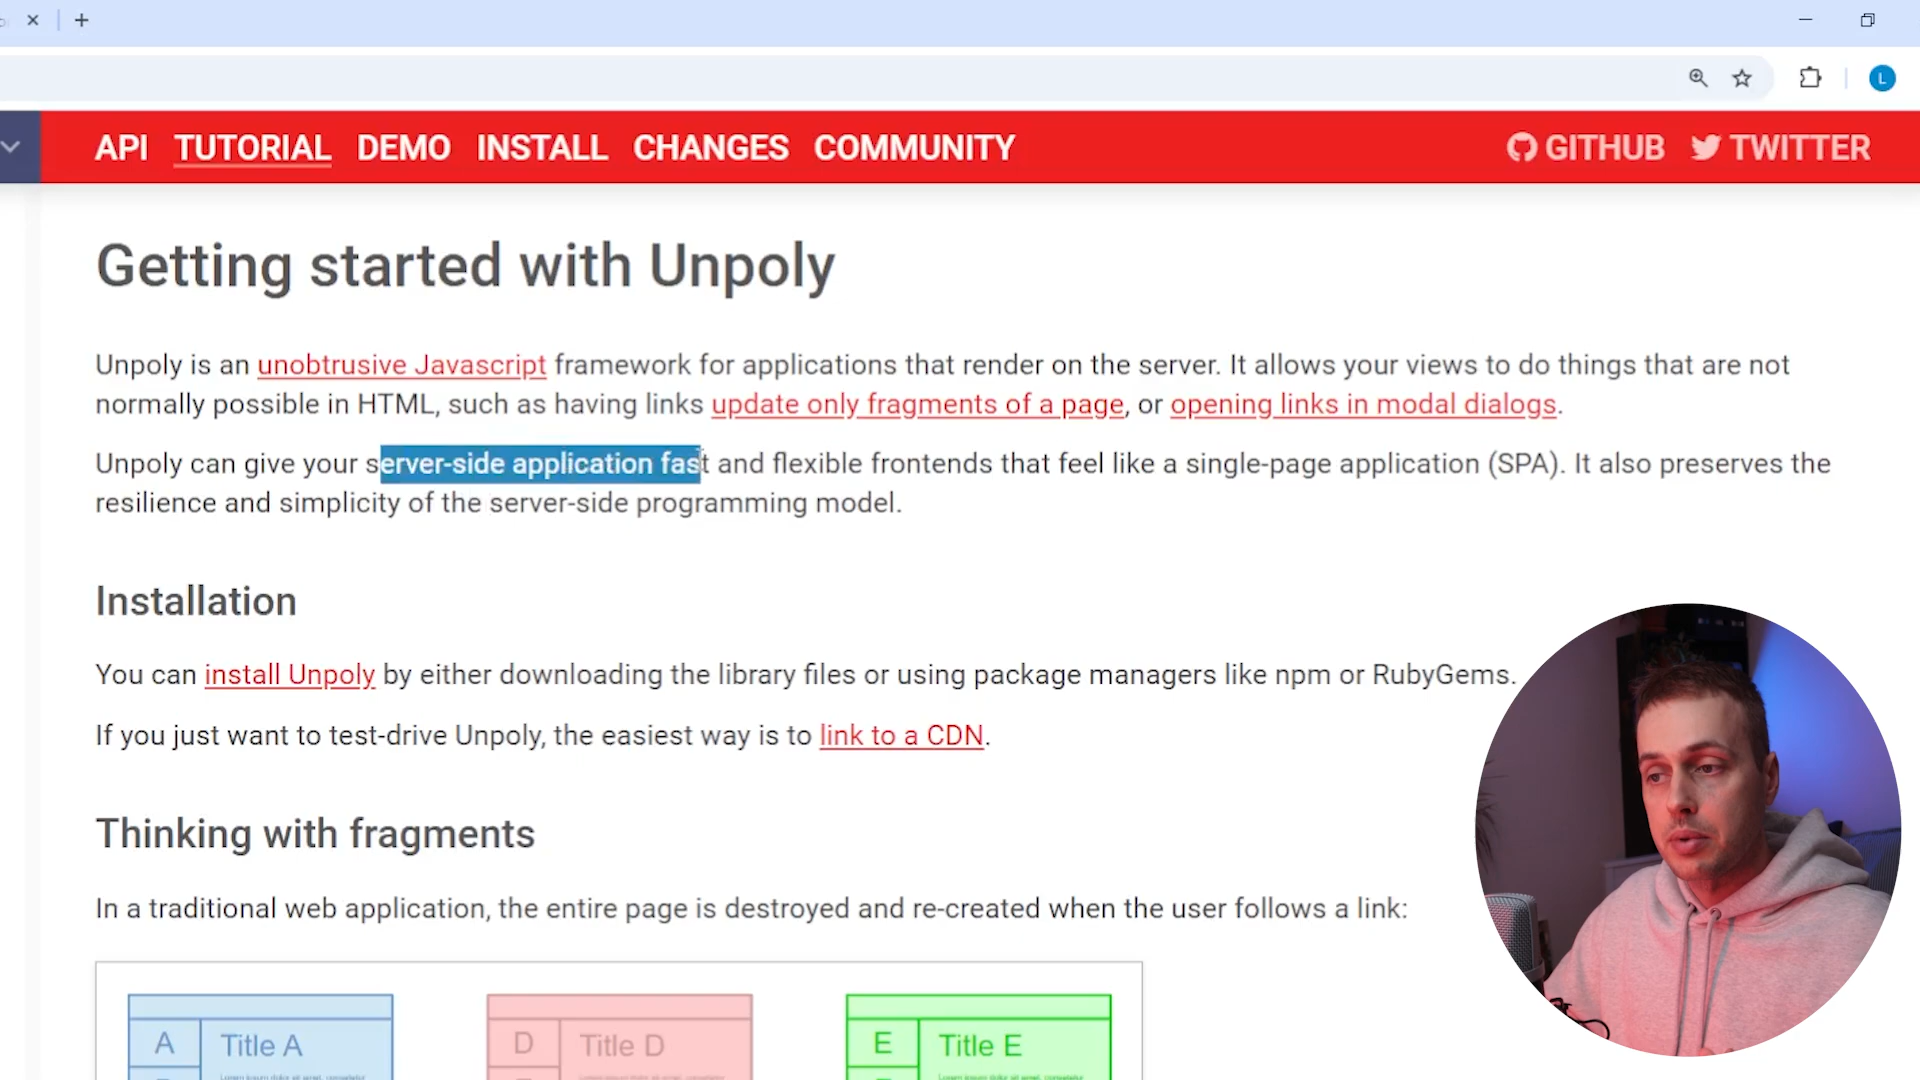 L
API TUTORIAL DEMO INSTALL CHANGES COMMUNITY GITHUB TWITTER
Getting started with Unpoly
Unpoly is an unobtrusive Javascript framework for applications that render on the server. It allows your views to do things that are not
normally possible in HTML, such as having links update only fragments of a page, or opening links in modal dialogs.
Unpoly can give your server-side application fast and flexible frontends that feel like a single-page application (SPA). It also preserves the
resilience and simplicity of the server-side programming model.
Installation
You can install Unpoly by either downloading the library files or using package managers like npm or RubyGems.
If you just want to test-drive Unpoly, the easiest way is to link to a CDN.
Thinking with fragments
In a traditional web application, the entire page is destroyed and re-created when the user follows a link:
A Title A D Title D E Title E